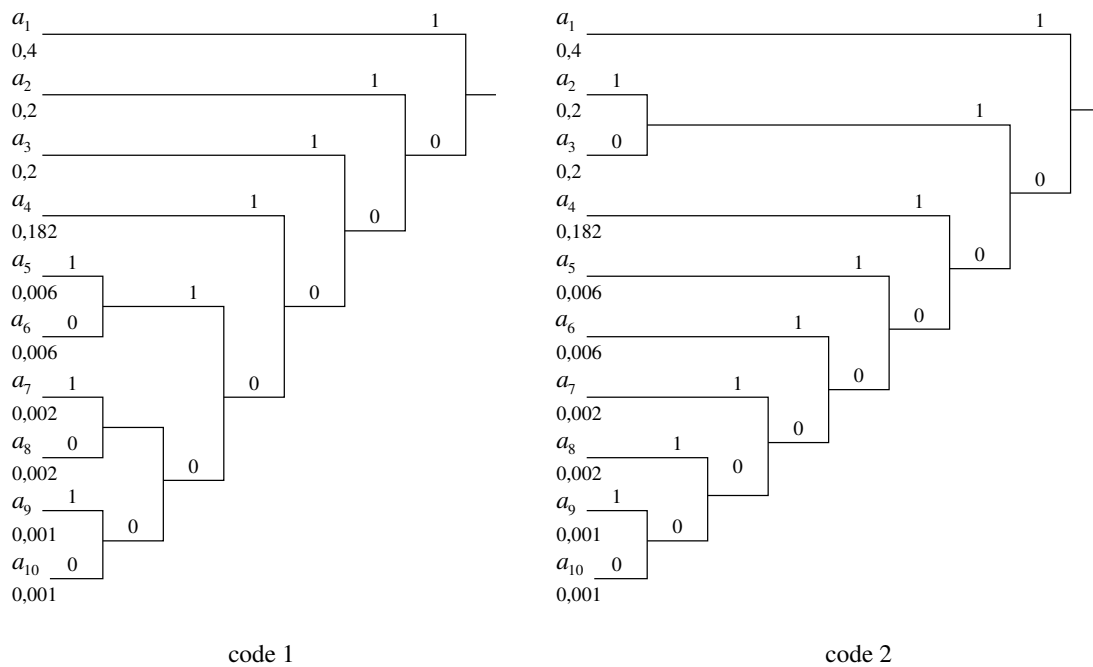 a1 1
0,4
a2 1
0,2
a3 1 0
0,2
a4 1 0
0,182
a5 1
0,006 1 0
a6 0
0,006
a7 1 0
0,002
a8 0
0,002 0
a9 1
0,001 0
a10 0
0,001
code 1
a1 1
0,4
a2 1
0,2 1
a3 0
0,2 0
a4 1
0,182 0
a5 1
0,006 0
a6 1
0,006 0
a7 1
0,002 0
a8 1
0,002 0
a9 1
0,001 0
a10 0
0,001
code 2